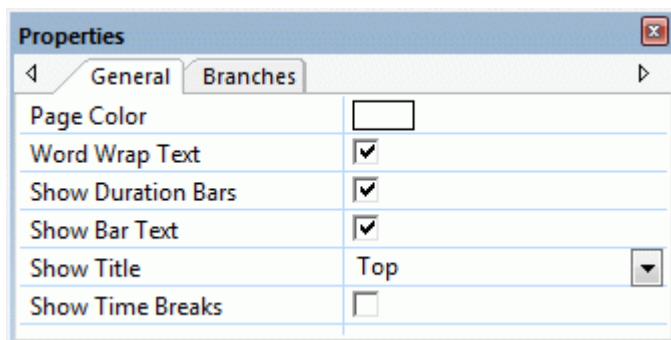 Properties
General Branches
Page Color
Word Wrap Text
Show Duration Bars
Show Bar Text
Show Title Top
Show Time Breaks